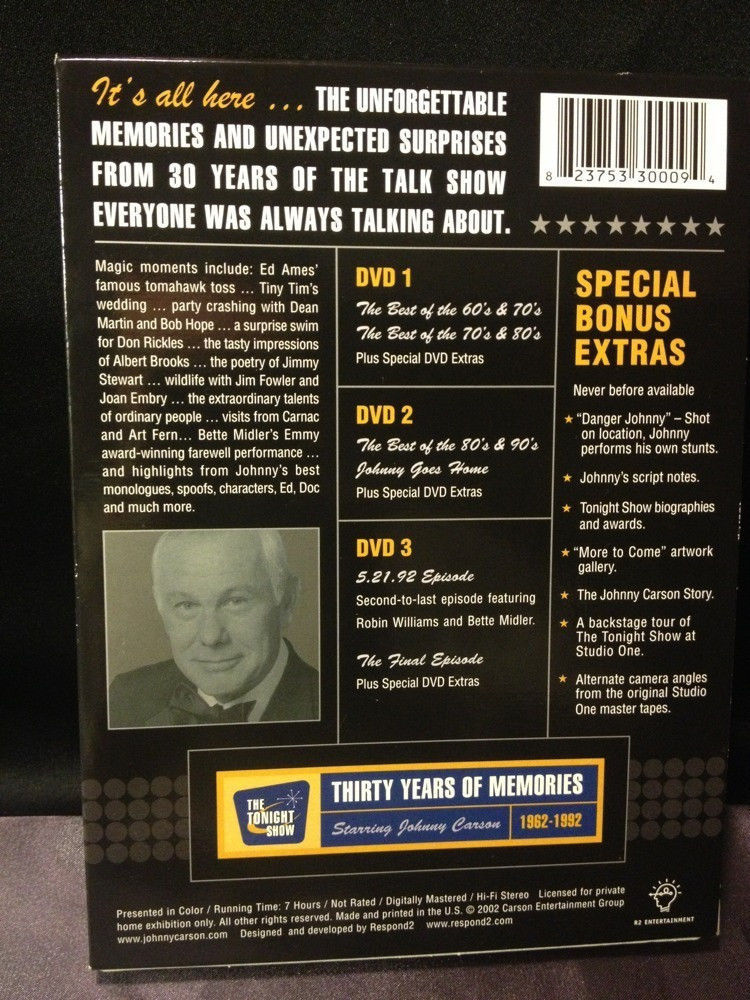 It's all here ... THE UNFORGETTABLE
MEMORIES AND UNEXPECTED SURPRISES
FROM 30 YEARS OF THE TALK SHOW
EVERYONE WAS ALWAYS TALKING ABOUT.
8 23753 30009 4
Magic moments include: Ed Ames'
famous tomahawk toss ... Tiny Tim's
wedding ... party crashing with Dean
Martin and Bob Hope ... a surprise swim
for Don Rickles ... the tasty impressions
of Albert Brooks ... the poetry of Jimmy
Stewart ... wildlife with Jim Fowler and
Joan Embry ... the extraordinary talents
of ordinary people ... visits from Carnac
and Art Fern... Bette Midler's Emmy
award-winning farewell performance ...
and highlights from Johnny's best
monologues, spoofs, characters, Ed, Doc
and much more.
DVD 1
The Best of the 60's & 70's
The Best of the 70's & 80's
Plus Special DVD Extras
DVD 2
The Best of the 80's & 90's
Johnny Goes Home
Plus Special DVD Extras
DVD 3
5.21.92 Episode
Second-to-last episode featuring
Robin Williams and Bette Midler.
The Final Episode
Plus Special DVD Extras
SPECIAL
BONUS
EXTRAS
Never before available
★ "Danger Johnny" – Shot
on location, Johnny
performs his own stunts.
★ Johnny's script notes.
★ Tonight Show biographies
and awards.
★ "More to Come" artwork
gallery.
★ The Johnny Carson Story.
★ A backstage tour of
The Tonight Show at
Studio One.
★ Alternate camera angles
from the original Studio
One master tapes.
THE
TONIGHT
SHOW
THIRTY YEARS OF MEMORIES
Starring Johnny Carson 1962-1992
Presented in Color / Running Time: 7 Hours / Not Rated / Digitally Mastered / Hi-Fi Stereo Licensed for private
home exhibition only. All other rights reserved. Made and printed in the U.S. © 2002 Carson Entertainment Group
www.johnnycarson.com Designed and developed by Respond2 www.respond2.com
R2 ENTERTAINMENT